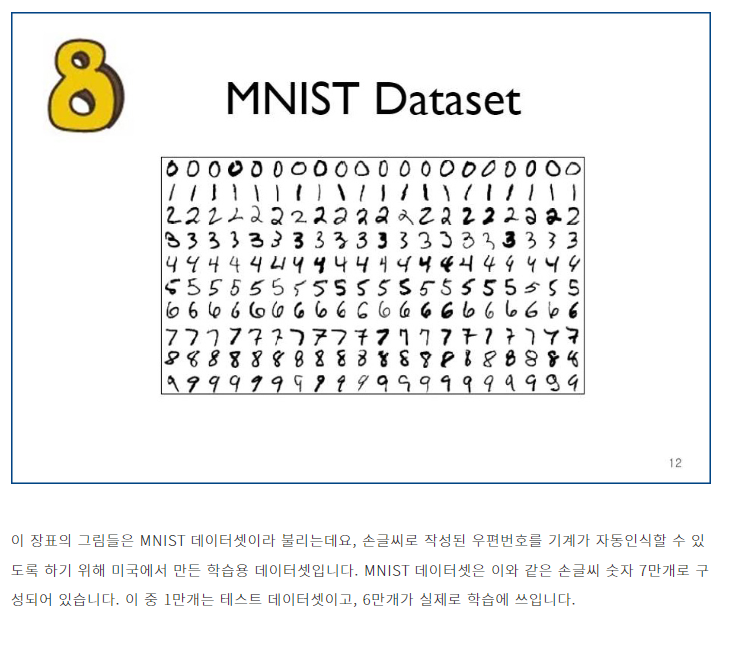 8
MNIST Dataset
0 0 0 0 0 0 0 0 0 0 0 0 0 0 0 0 0 0 0 0
1 1 1 1 1 1 1 1 1 1 1 1 1 1 1 1 1 1 1 1
2 2 2 2 2 2 2 2 2 2 2 2 2 2 2 2 2 2 2 2
3 3 3 3 3 3 3 3 3 3 3 3 3 3 3 3 3 3 3 3
4 4 4 4 4 4 4 4 4 4 4 4 4 4 4 4 4 4 4 4
5 5 5 5 5 5 5 5 5 5 5 5 5 5 5 5 5 5 5 5
6 6 6 6 6 6 6 6 6 6 6 6 6 6 6 6 6 6 6 6
7 7 7 7 7 7 7 7 7 7 7 7 7 7 7 7 7 7 7 7
8 8 8 8 8 8 8 8 8 8 8 8 8 8 8 8 8 8 8 8
9 9 9 9 9 9 9 9 9 9 9 9 9 9 9 9 9 9 9 9
12
이 장표의 그림들은 MNIST 데이터셋이라 불리는데요, 손글씨로 작성된 우편번호를 기계가 자동인식할 수 있
도록 하기 위해 미국에서 만든 학습용 데이터셋입니다. MNIST 데이터셋은 이와 같은 손글씨 숫자 7만개로 구
성되어 있습니다. 이 중 1만개는 테스트 데이터셋이고, 6만개가 실제로 학습에 쓰입니다.